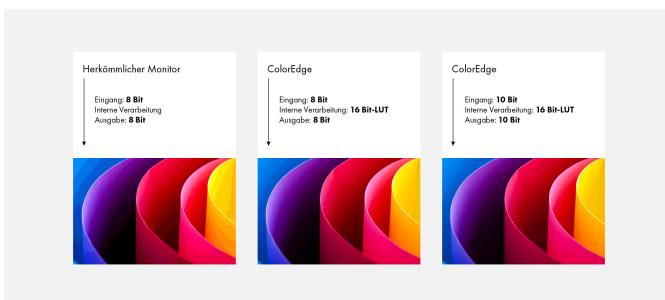 Herkömmlicher Monitor
Eingang: 8 Bit
Interne Verarbeitung
Ausgabe: 8 Bit
ColorEdge
Eingang: 8 Bit
Interne Verarbeitung: 16 Bit-LUT
Ausgabe: 8 Bit
ColorEdge
Eingang: 10 Bit
Interne Verarbeitung: 16 Bit-LUT
Ausgabe: 10 Bit